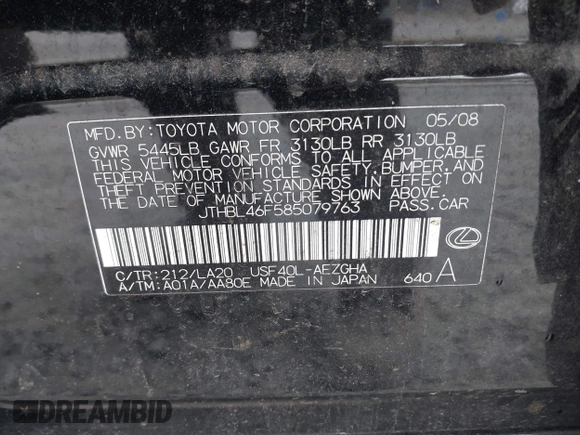 MFD. BY: TOYOTA MOTOR CORPORATION 05/08
GVWR 5445LB GAWR FR 3130LB RR 3130LB
THIS VEHICLE CONFORMS TO ALL APPLICABLE
FEDERAL MOTOR VEHICLE SAFETY, BUMPER, AND
THEFT PREVENTION STANDARDS IN EFFECT ON
THE DATE OF MANUFACTURE SHOWN ABOVE.
JTHBL46F585079763 PASS. CAR
C/TR: 212/LA20 USF40L-AEZGHA
A/TM: A01A/AA80E MADE IN JAPAN 640 A
DREAMBID